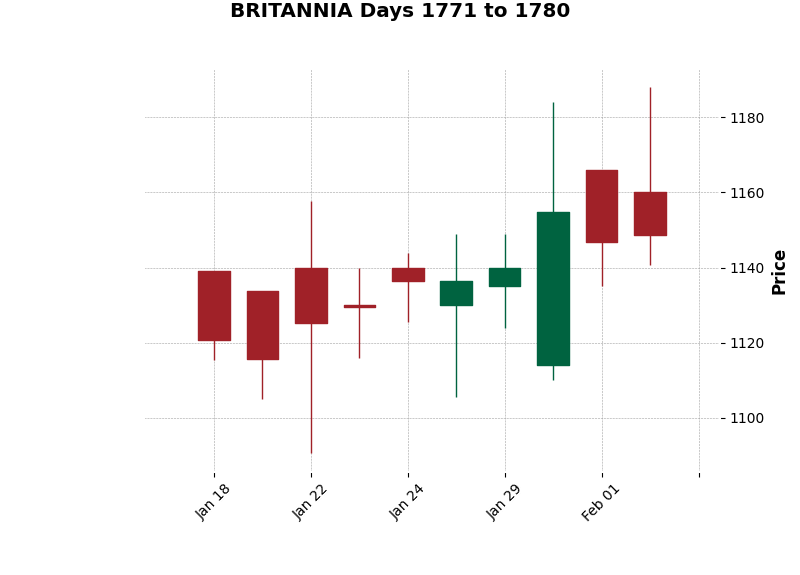 BRITANNIA Days 1771 to 1780
1180
1160
1140
1120
1100
Price
Jan 18
Jan 22
Jan 24
Jan 29
Feb 01